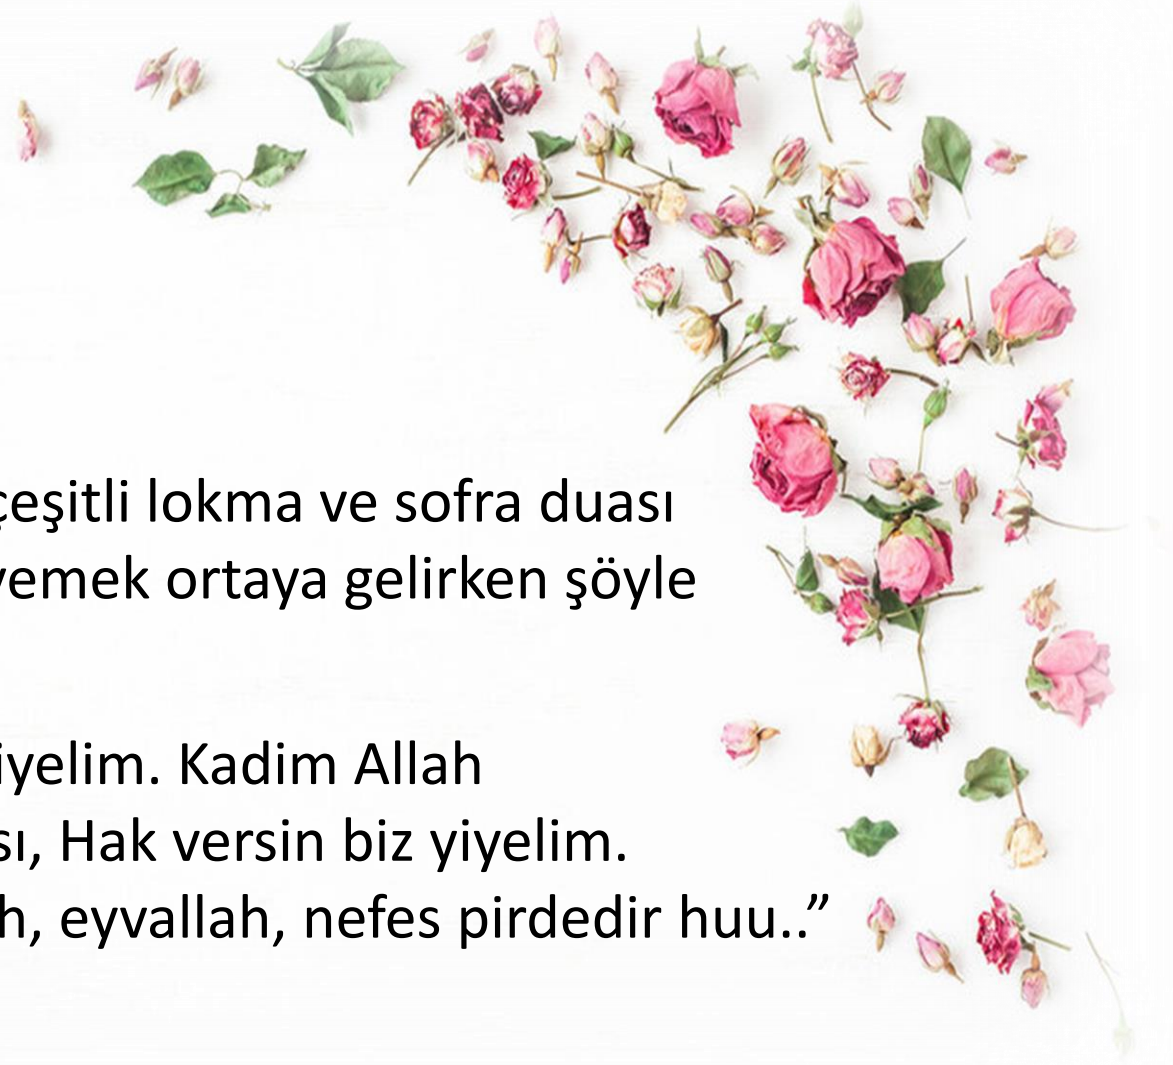 çeşitli lokma ve sofra duası
yemek ortaya gelirken şöyle
iyelim. Kadim Allah
sı, Hak versin biz yiyelim.
h, eyvallah, nefes pirdedir huu..”